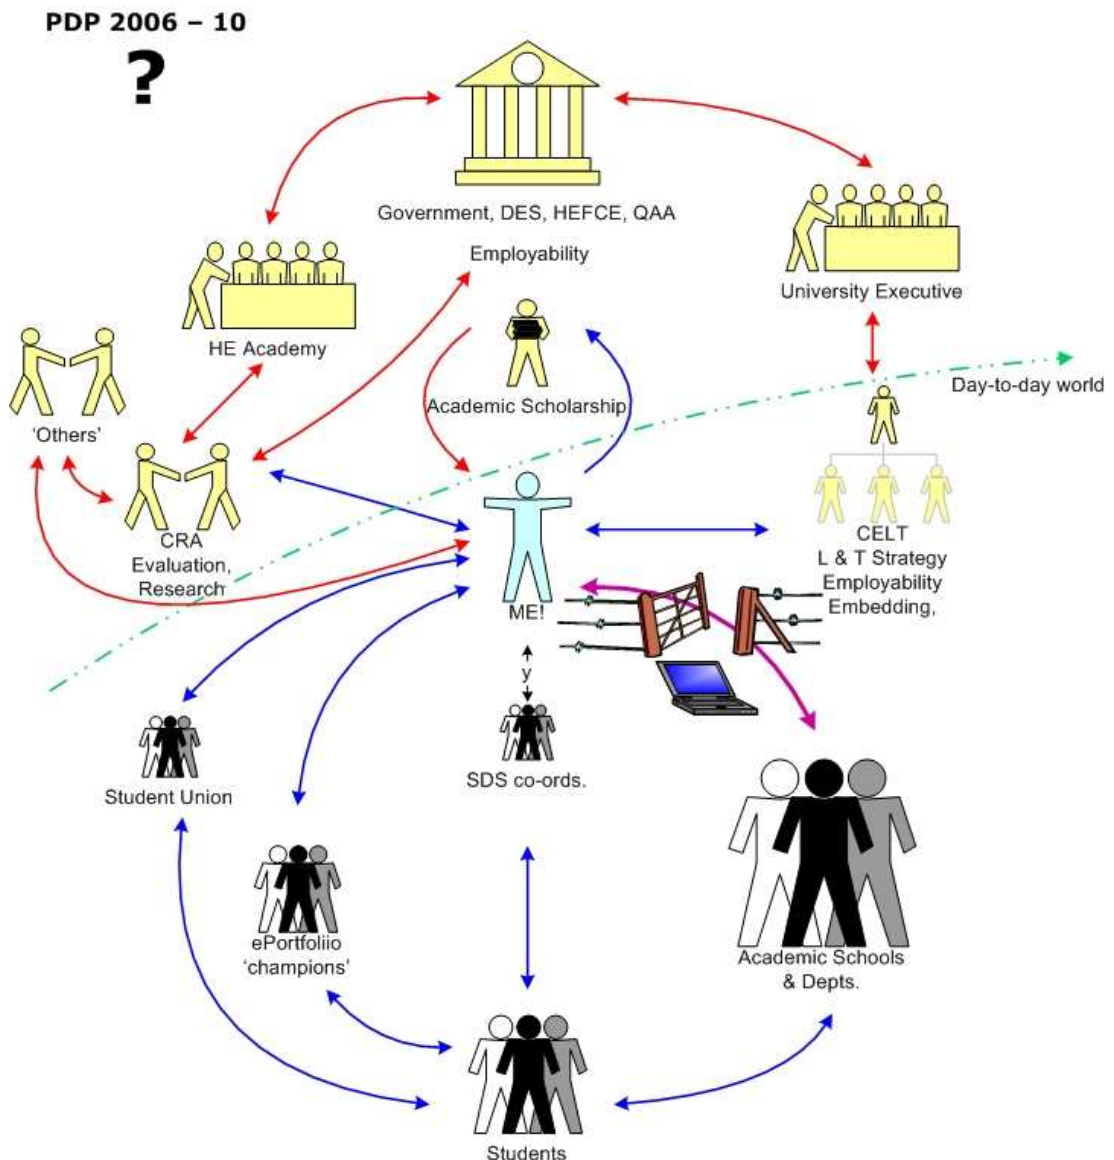 PDP 2006 – 10
?
Government, DES, HEFCE, QAA
Employability
University Executive
HE Academy
Day-to-day world
Academic Scholarship
'Others'
CRA
Evaluation,
Research
CELT
L & T Strategy
Employability
Embedding,
ME!
y
SDS co-ords.
Student Union
ePortfoliio
'champions'
Academic Schools
& Depts.
Students